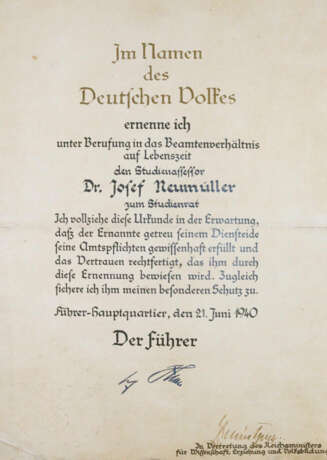 Im Namen
des
Deutschen Volkes
ernenne ich
unter Berufung in das Beamtenverhältnis
auf Lebenszeit
den Studienassessor
Dr. Josef Neumüller
zum Studienrat
Ich vollziehe diese Urkunde in der Erwartung,
daß der Ernannte getreu seinem Diensteide
seine Amtspflichten gewissenhaft erfüllt und
das Vertrauen rechtfertigt, das ihm durch
diese Ernennung bewiesen wird. Zugleich
sichere ich ihm meinen besonderen Schutz zu.
Führer-Hauptquartier, den 21. Juni 1940
Der Führer
In Vertretung des Reichsministers
für Wissenschaft, Erziehung und Volksbildung